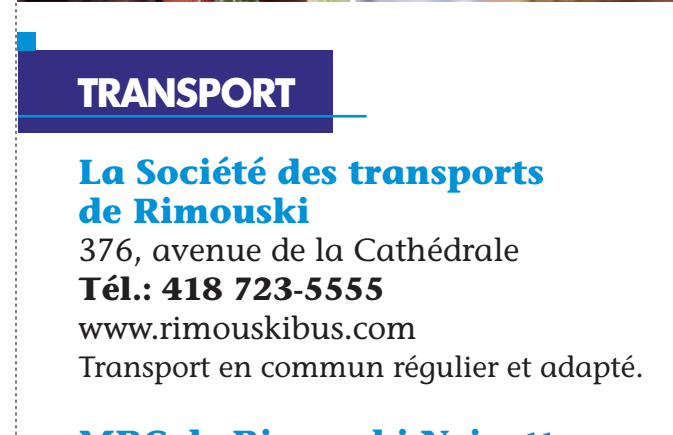 TRANSPORT
La Société des transports
de Rimouski
376, avenue de la Cathédrale
Tél.: 418 723-5555
www.rimouskibus.com
Transport en commun régulier et adapté.